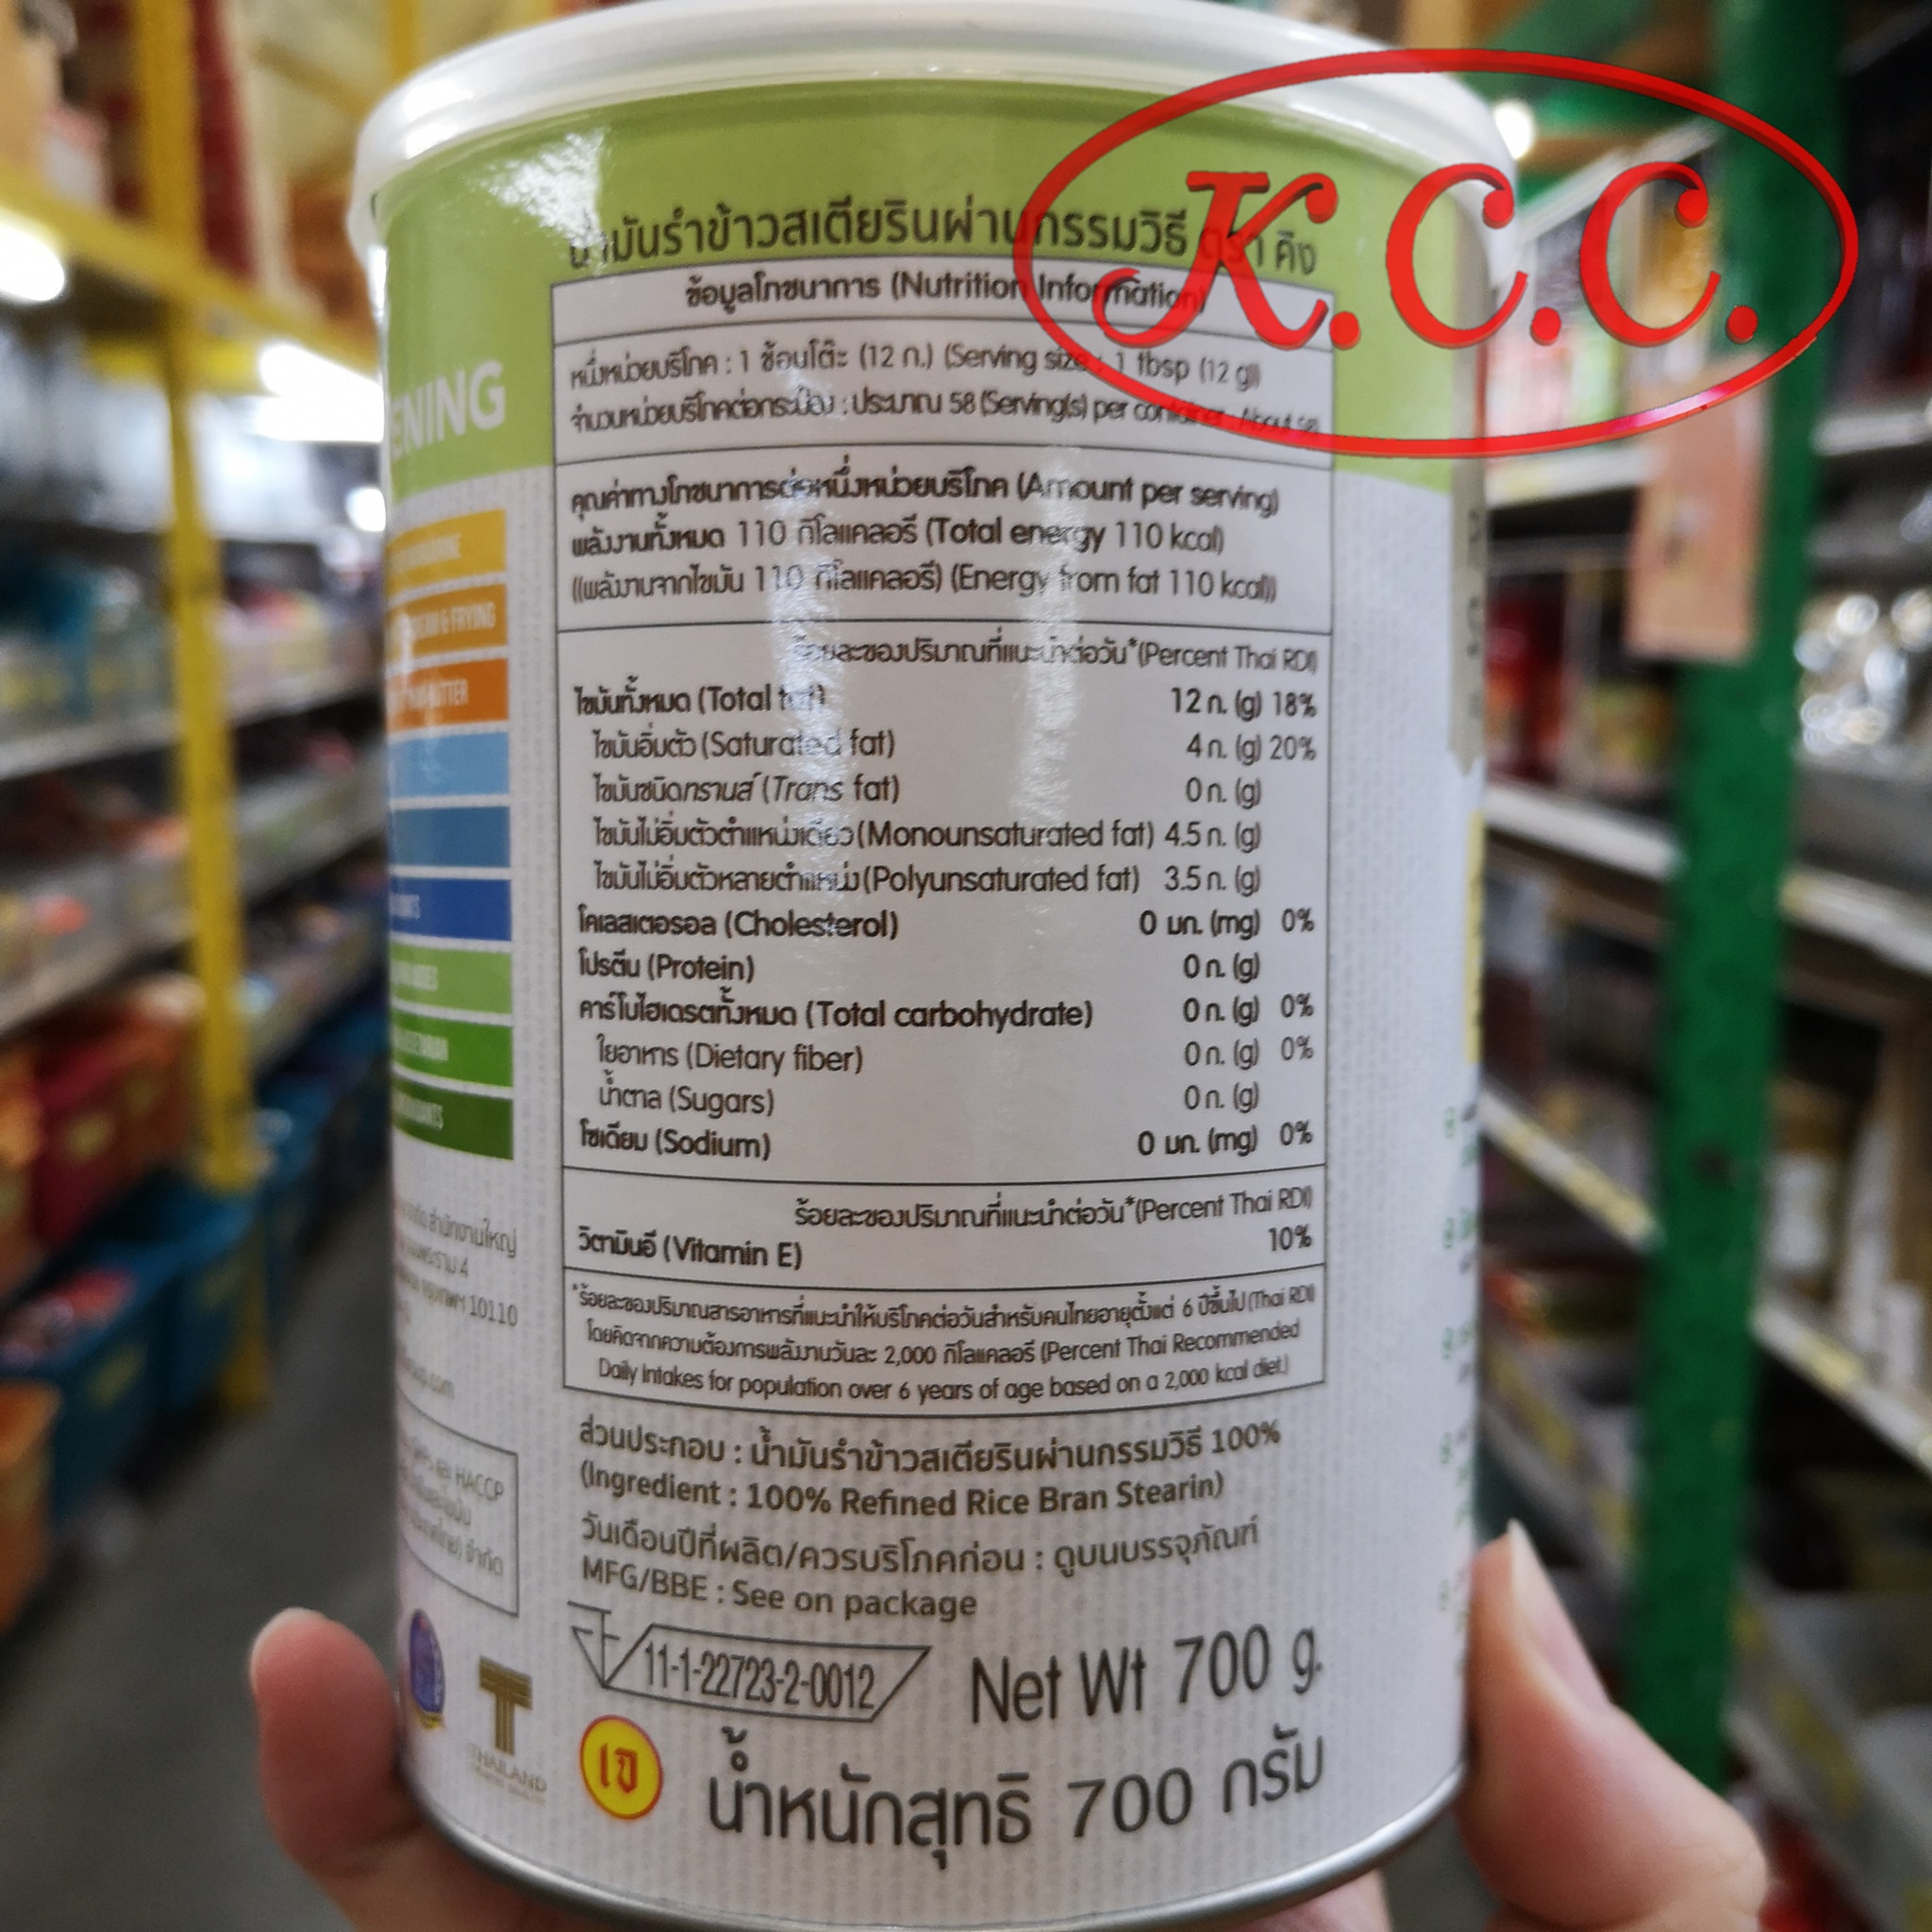 K.C.C.
น้ำมันรำข้าวสเตียรินผ่านกรรมวิธี ตรา คิง
ข้อมูลโภชนาการ (Nutrition Information)
หนึ่งหน่วยบริโภค : 1 ช้อนโต๊ะ (12 ก.) (Serving size : 1 tbsp (12 g))
จำนวนหน่วยบริโภคต่อกระป๋อง : ประมาณ 58 (Serving(s) per container : About 58)
คุณค่าทางโภชนาการต่อหนึ่งหน่วยบริโภค (Amount per serving)
พลังงานทั้งหมด 110 กิโลแคลอรี (Total energy 110 kcal)
((พลังงานจากไขมัน 110 กิโลแคลอรี) (Energy from fat 110 kcal))
ร้อยละของปริมาณที่แนะนำต่อวัน*(Percent Thai RDI)
ไขมันทั้งหมด (Total fat) 12 ก. (g) 18%
ไขมันอิ่มตัว (Saturated fat) 4 ก. (g) 20%
ไขมันชนิดทรานส์ (Trans fat) 0 ก. (g)
ไขมันไม่อิ่มตัวตำแหน่งเดียว (Monounsaturated fat) 4.5 ก. (g)
ไขมันไม่อิ่มตัวหลายตำแหน่ง (Polyunsaturated fat) 3.5 ก. (g)
โคเลสเตอรอล (Cholesterol) 0 มก. (mg) 0%
โปรตีน (Protein) 0 ก. (g)
คาร์โบไฮเดรตทั้งหมด (Total carbohydrate) 0 ก. (g) 0%
ใยอาหาร (Dietary fiber) 0 ก. (g) 0%
น้ำตาล (Sugars) 0 ก. (g)
โซเดียม (Sodium) 0 มก. (mg) 0%
ร้อยละของปริมาณที่แนะนำต่อวัน*(Percent Thai RDI)
วิตามินอี (Vitamin E) 10%
*ร้อยละของปริมาณสารอาหารที่แนะนำให้บริโภคต่อวันสำหรับคนไทยอายุตั้งแต่ 6 ปีขึ้นไป (Thai RDI)
โดยคิดจากความต้องการพลังงานวันละ 2,000 กิโลแคลอรี (Percent Thai Recommended
Daily Intakes for population over 6 years of age based on a 2,000 kcal diet.)
ส่วนประกอบ : น้ำมันรำข้าวสเตียรินผ่านกรรมวิธี 100%
(Ingredient : 100% Refined Rice Bran Stearin)
วันเดือนปีที่ผลิต/ควรบริโภคก่อน : ดูบนบรรจุภัณฑ์
MFG/BBE : See on package
11-1-22723-2-0012
Net Wt 700 g.
เจ
น้ำหนักสุทธิ 700 กรัม
ENING
& FRYING
BUTTER
สำนักงานใหญ่
10110
HACCP
จำกัด
THAILAND